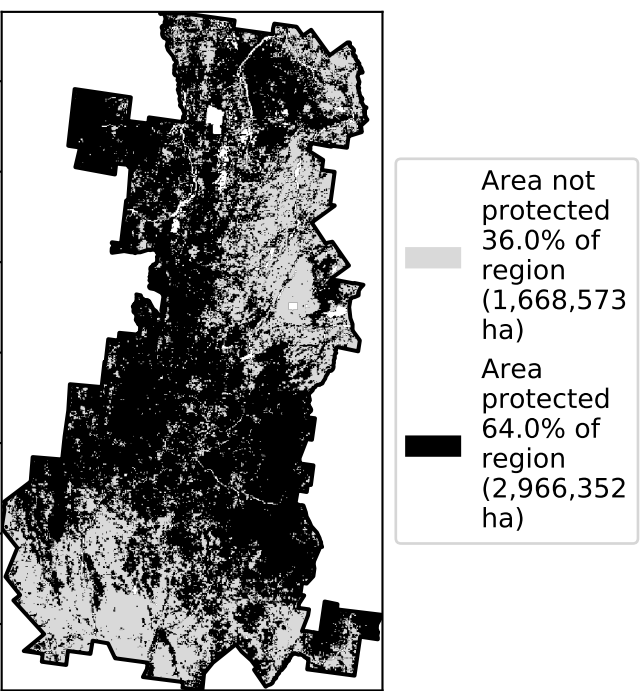 Area not
protected
36.0% of
region
(1,668,573
ha)
Area
protected
64.0% of
region
(2,966,352
ha)